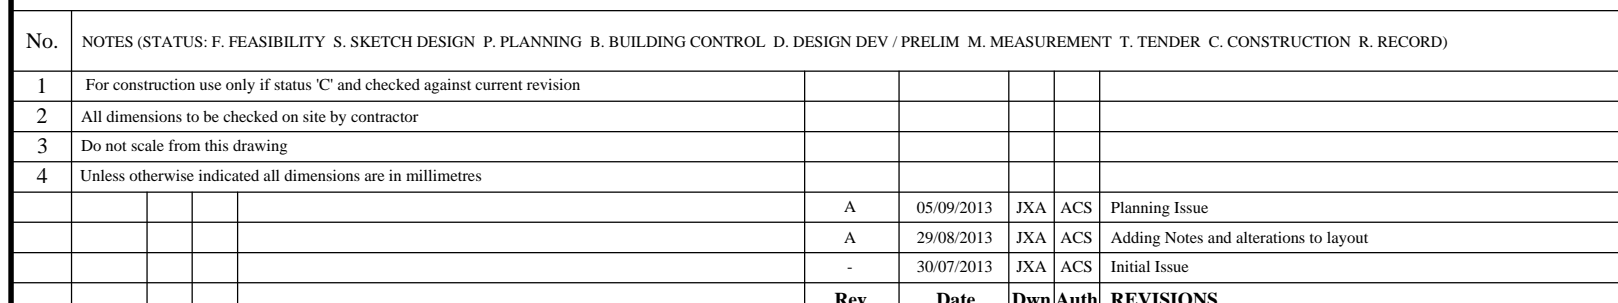 No. NOTES (STATUS: F. FEASIBILITY S. SKETCH DESIGN P. PLANNING B. BUILDING CONTROL D. DESIGN DEV / PRELIM M. MEASUREMENT T. TENDER C. CONSTRUCTION R. RECORD)
1 For construction use only if status 'C' and checked against current revision
2 All dimensions to be checked on site by contractor
3 Do not scale from this drawing
4 Unless otherwise indicated all dimensions are in millimetres
A 05/09/2013 JXA ACS Planning Issue
A 29/08/2013 JXA ACS Adding Notes and alterations to layout
- 30/07/2013 JXA ACS Initial Issue
Rev Date Dwn Auth REVISIONS